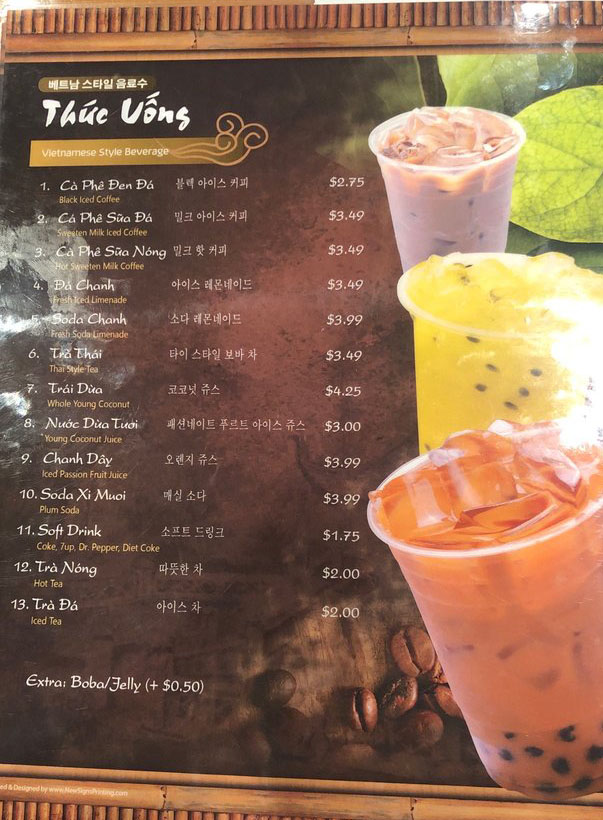 베트남 스타일 음료수
Thức Uống
Vietnamese Style Beverage
1. Cà Phê Đen Đá 블랙 아이스 커피 $2.75
Black Iced Coffee
2. Cà Phê Sữa Đá 밀크 아이스 커피 $3.49
Sweeten Milk Iced Coffee
3. Cà Phê Sữa Nóng 밀크 핫 커피 $3.49
Hot Sweeten Milk Coffee
4. Đá Chanh 아이스 레몬네이드 $3.49
Fresh Iced Limenade
5. Soda Chanh 소다 레몬네이드 $3.99
Fresh Soda Limenade
6. Trà Thái 타이 스타일 보바 차 $3.49
Thai Style Tea
7. Trái Dừa 코코넛 쥬스 $4.25
Whole Young Coconut
8. Nước Dừa Tươi 패션네이트 푸르트 아이스 쥬스 $3.00
Young Coconut Juice
9. Chanh Dây 오렌지 쥬스 $3.99
Iced Passion Fruit Juice
10. Soda Xí Muội 매실 소다 $3.99
Plum Soda
11. Soft Drink 소프트 드링크 $1.75
Coke, 7up, Dr. Pepper, Diet Coke
12. Trà Nóng 따뜻한 차 $2.00
Hot Tea
13. Trà Đá 아이스 차 $2.00
Iced Tea
Extra: Boba/Jelly (+ $0.50)
& Designed by